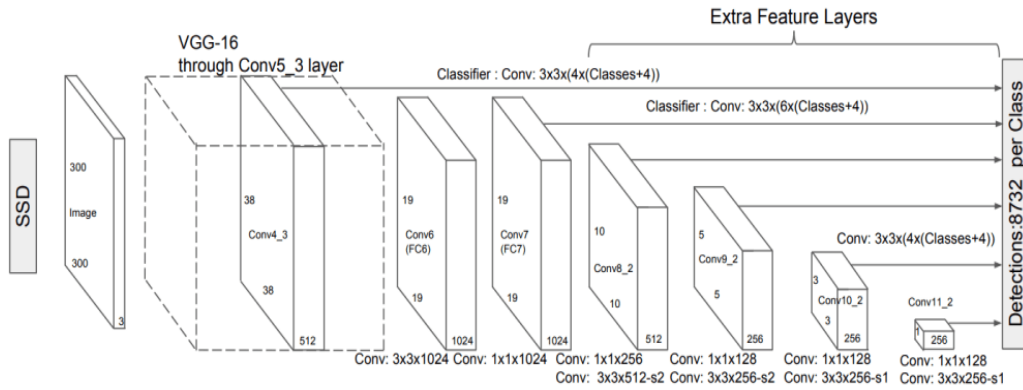 Extra Feature Layers
VGG-16
through Conv5_3 layer
Classifier : Conv: 3x3x(4x(Classes+4))
Classifier : Conv: 3x3x(6x(Classes+4))
SSD
300
Image
300
3
38
Conv4_3
38
512
19
Conv6
(FC6)
19
1024
19
Conv7
(FC7)
19
1024
10
Conv8_2
10
512
5
Conv9_2
5
256
Conv: 3x3x(4x(Classes+4))
3
Conv10_2
3
256
Conv11_2
1
256
Detections:8732 per Class
Conv: 3x3x1024
Conv: 1x1x1024
Conv: 1x1x256
Conv: 3x3x512-s2
Conv: 1x1x128
Conv: 3x3x256-s2
Conv: 1x1x128
Conv: 3x3x256-s1
Conv: 1x1x128
Conv: 3x3x256-s1